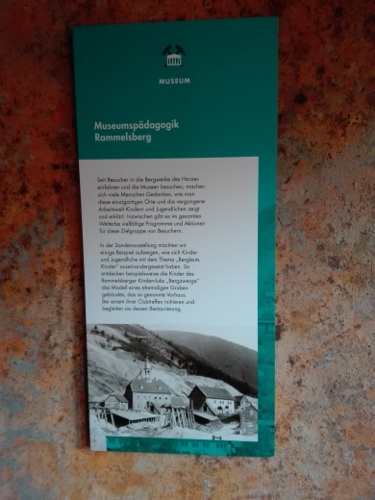 MUSEUM
Museumspädagogik
Rammelsberg
Seit Besucher in die Bergwerke des Harzes
einfahren und die Museen besuchen, machen
sich viele Menschen Gedanken, wie man
diese einzigartigen Orte und die vergangene
Arbeitswelt Kindern und Jugendlichen zeigt
und erklärt. Inzwischen gibt es im gesamten
Welterbe vielfältige Programme und Aktionen
für diese Zielgruppe von Besuchern.
In der Sonderausstellung möchten wir
einige Beispiel aufzeigen, wie sich Kinder
und Jugendliche mit dem Thema „Bergleuts
Kinder" auseinandergesetzt haben. So
entdecken beispielsweise die Kinder des
Rammelsberger Kinderclubs „Bergzwerge"
das Modell eines ehemaligen Gruben
gebäudes, das so genannte Vorhaus.
Bei einem ihrer Clubtreffen initiieren und
begleiten sie dessen Restaurierung.